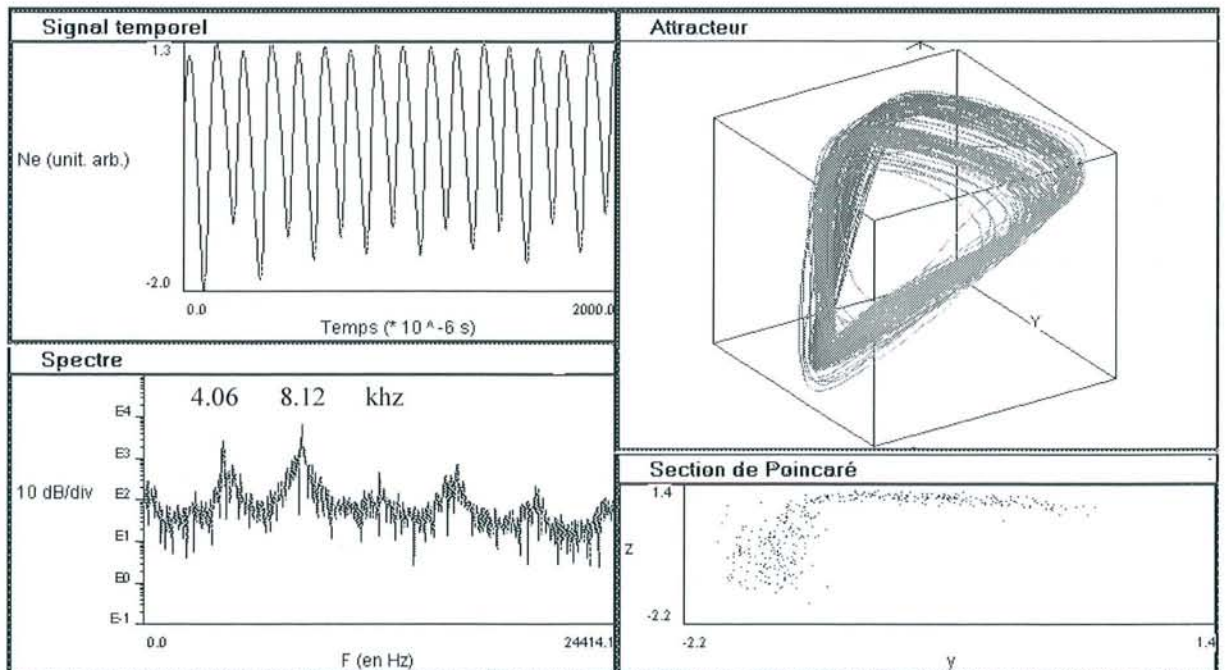 Signal temporel
1.3
Ne (unit. arb.)
-2.0
0.0
2000.0
Temps (* 10 ^ -6 s)
Attracteur
Y
Spectre
4.06 8.12 khz
E4
E3
10 dB/div
E2
E1
E0
E-1
0.0
24414.1
F (en Hz)
Section de Poincaré
1.4
z
-2.2
-2.2
1.4
y